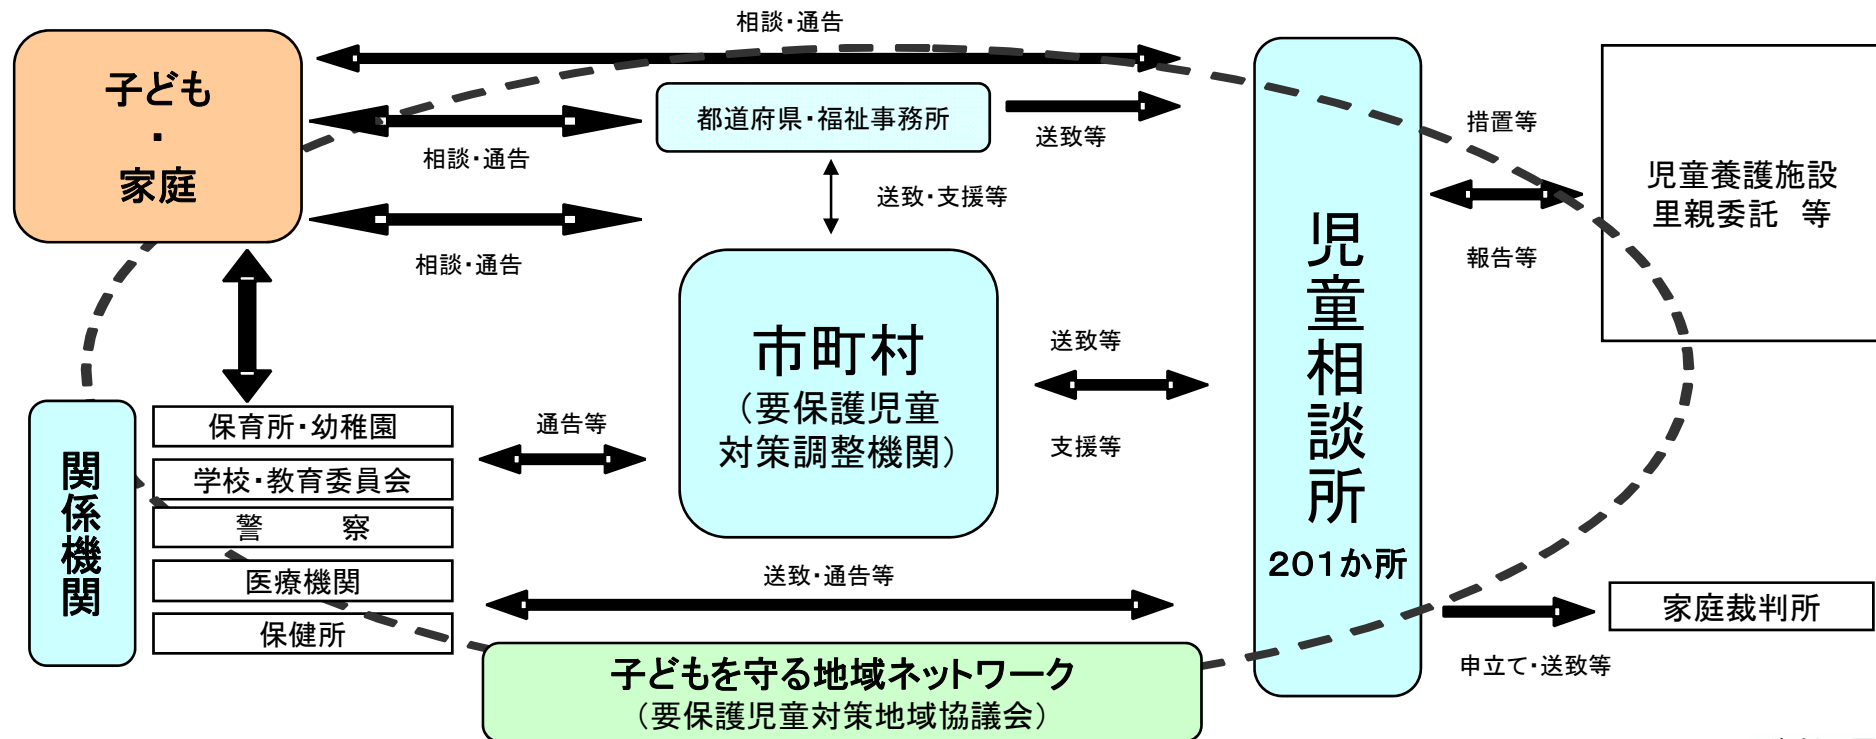 相談・通告
子ども
・
家庭
都道府県・福祉事務所
送致等
相談・通告
送致・支援等
相談・通告
措置等
児童養護施設
里親委託　等
報告等
児童相談所
201か所
市町村
（要保護児童
対策調整機関）
送致等
支援等
通告等
関係機関
保育所・幼稚園
学校・教育委員会
警　　察
医療機関
保健所
送致・通告等
家庭裁判所
申立て・送致等
子どもを守る地域ネットワーク
（要保護児童対策地域協議会）